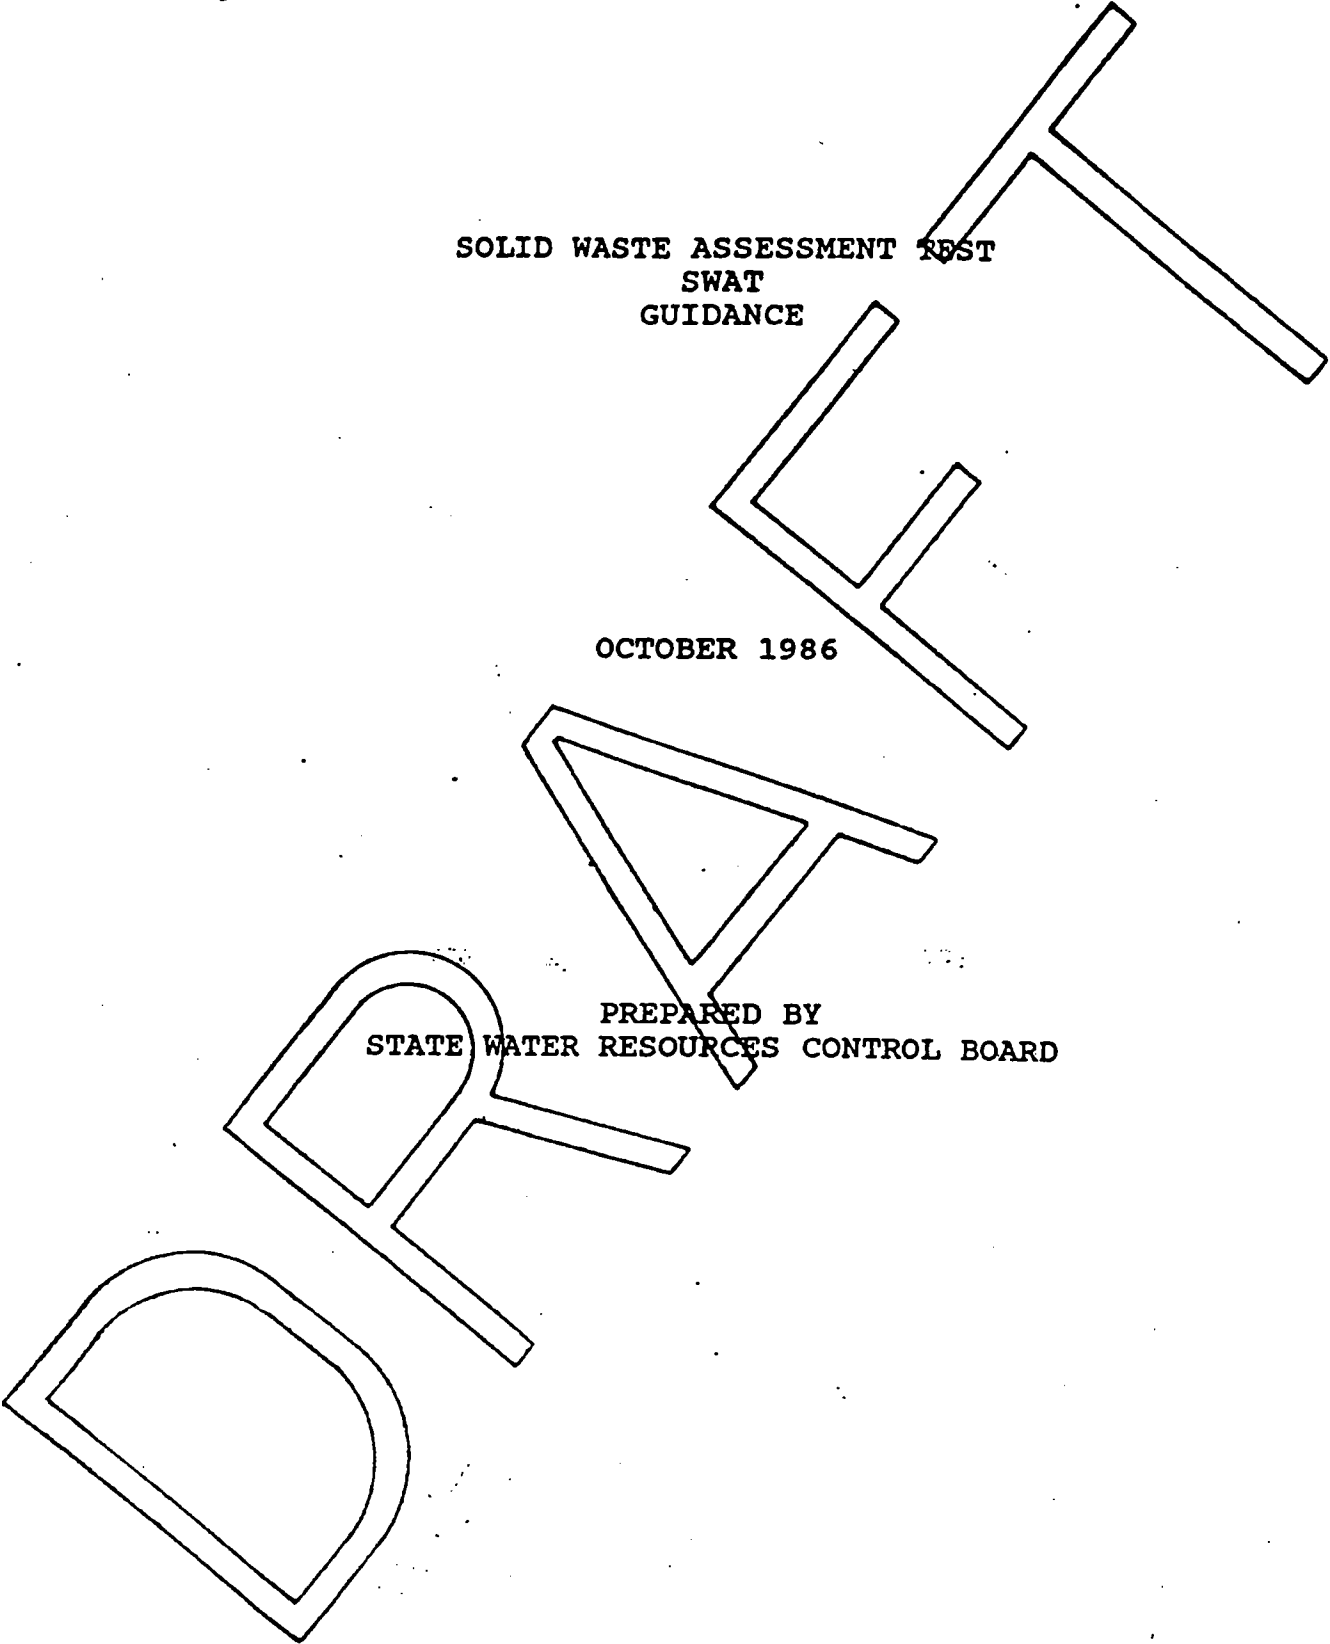 SOLID WASTE ASSESSMENT TEST
SWAT
GUIDANCE
OCTOBER 1986
PREPARED BY
STATE WATER RESOURCES CONTROL BOARD
DRAFT